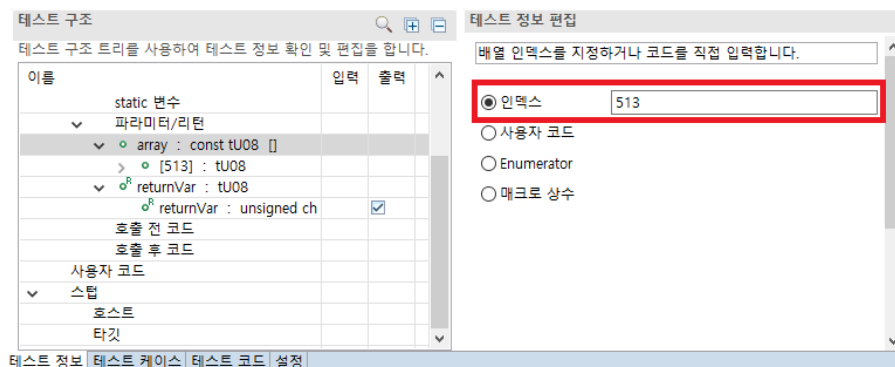 테스트 구조
테스트 구조 트리를 사용하여 테스트 정보 확인 및 편집을 합니다.
이름 입력 출력
static 변수
파라미터/리턴
array : const tU08 []
[513] : tU08
returnVar : tU08
returnVar : unsigned ch
호출 전 코드
호출 후 코드
사용자 코드
스텁
호스트
타깃
테스트 정보 테스트 케이스 테스트 코드 설정
테스트 정보 편집
배열 인덱스를 지정하거나 코드를 직접 입력합니다.
인덱스 513
사용자 코드
Enumerator
매크로 상수